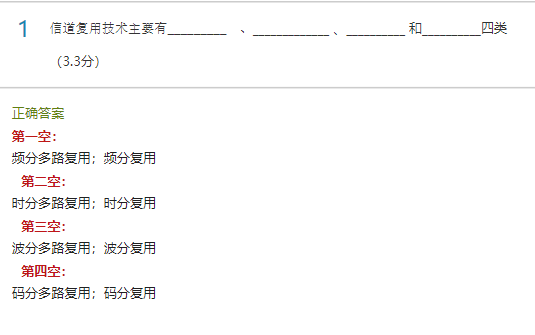 1 信道复用技术主要有_________ 、____________、_________ 和_________四类
（3.3分）
正确答案
第一空：
频分多路复用；频分复用
第二空：
时分多路复用；时分复用
第三空：
波分多路复用；波分复用
第四空：
码分多路复用；码分复用